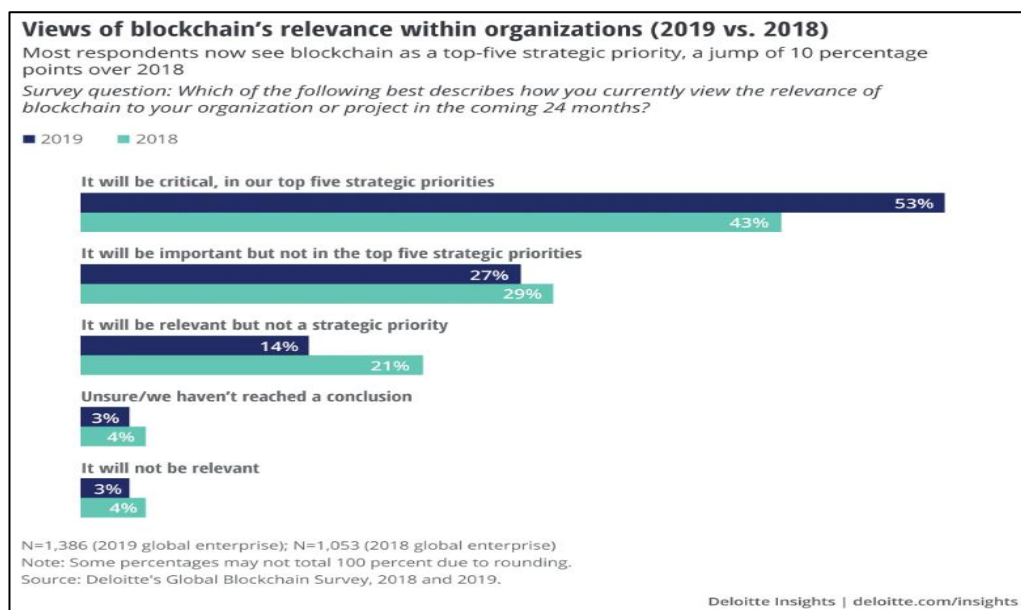 Views of blockchain’s relevance within organizations (2019 vs. 2018)
Most respondents now see blockchain as a top-five strategic priority, a jump of 10 percentage
points over 2018
Survey question: Which of the following best describes how you currently view the relevance of
blockchain to your organization or project in the coming 24 months?
2019 2018
It will be critical, in our top five strategic priorities
53%
43%
It will be important but not in the top five strategic priorities
27%
29%
It will be relevant but not a strategic priority
14%
21%
Unsure/we haven’t reached a conclusion
3%
4%
It will not be relevant
3%
4%
N=1,386 (2019 global enterprise); N=1,053 (2018 global enterprise)
Note: Some percentages may not total 100 percent due to rounding.
Source: Deloitte’s Global Blockchain Survey, 2018 and 2019.
Deloitte Insights | deloitte.com/insights